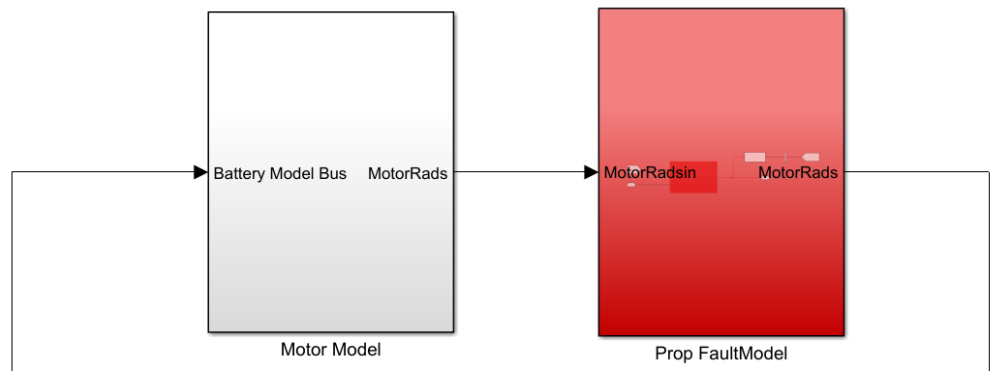 Battery Model Bus
MotorRads
MotorRadsin
MotorRads
Motor Model
Prop FaultModel